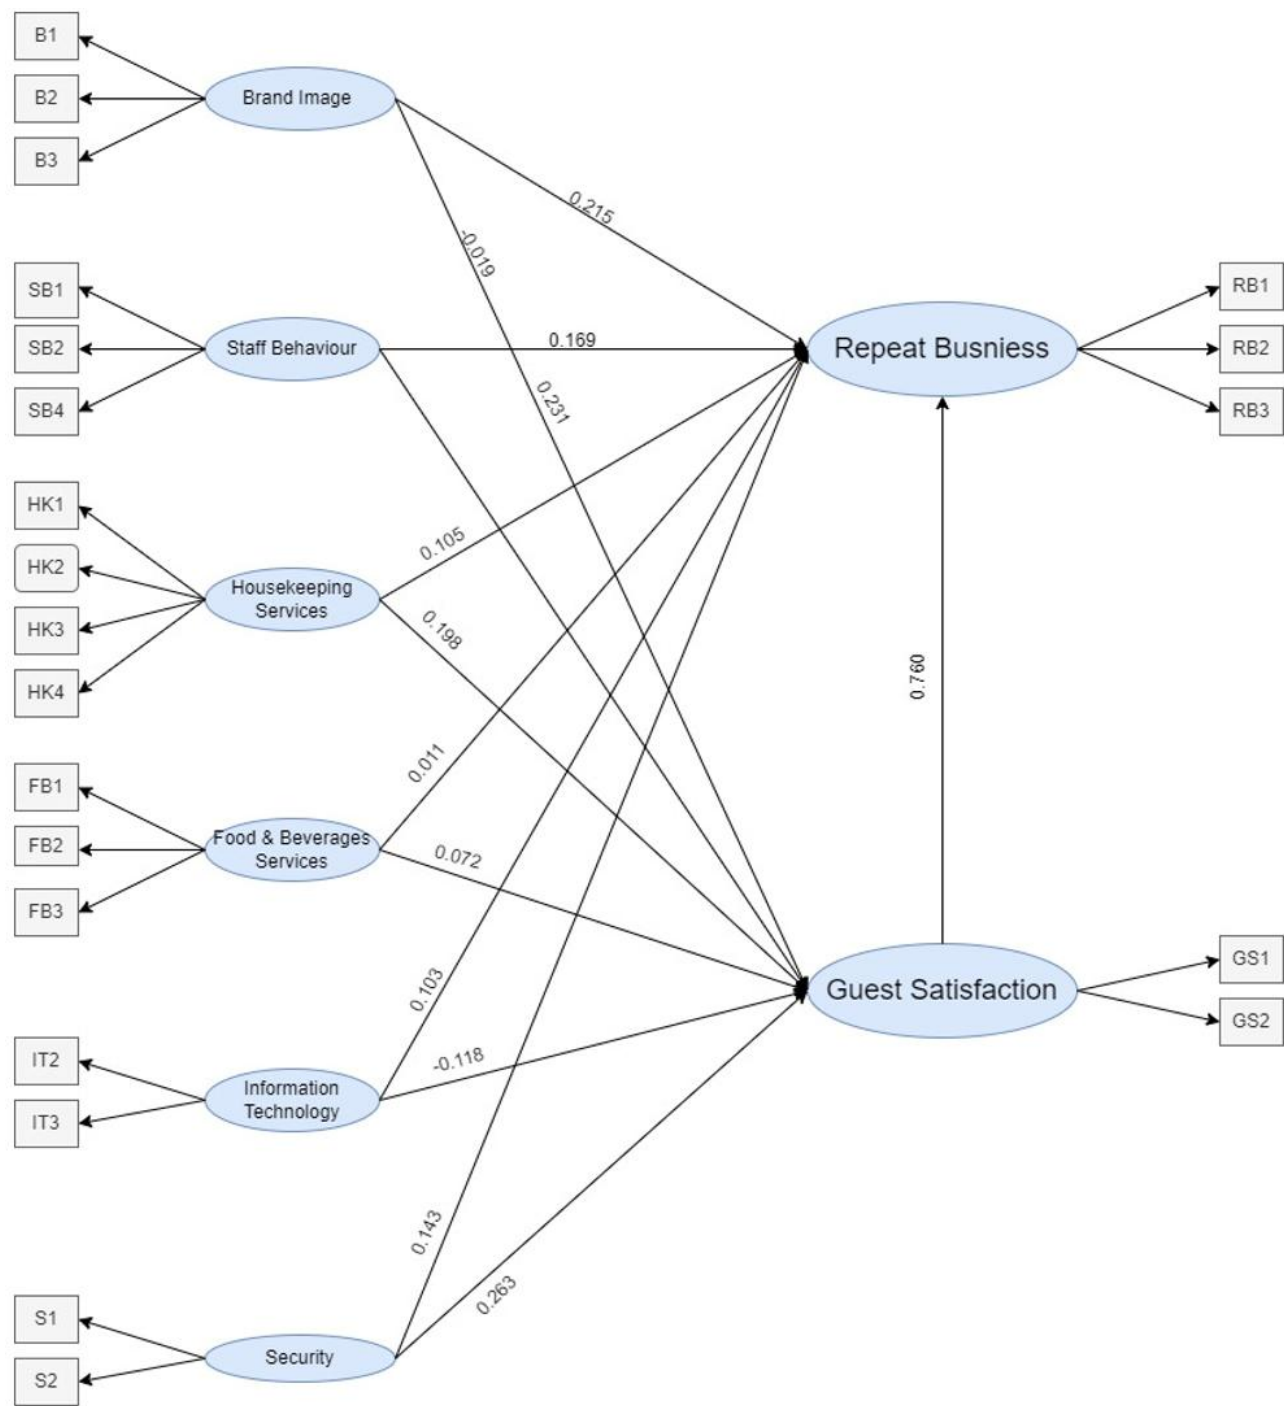 B1
B2
B3
Brand Image
0.215
-0.019
SB1
SB2
SB4
Staff Behaviour
0.169
0.231
Repeat Busniess
RB1
RB2
RB3
HK1
HK2
HK3
HK4
Housekeeping
Services
0.105
0.198
0.760
FB1
FB2
FB3
Food & Beverages
Services
0.011
0.072
Guest Satisfaction
GS1
GS2
IT2
IT3
Information
Technology
0.103
-0.118
S1
S2
Security
0.143
0.263